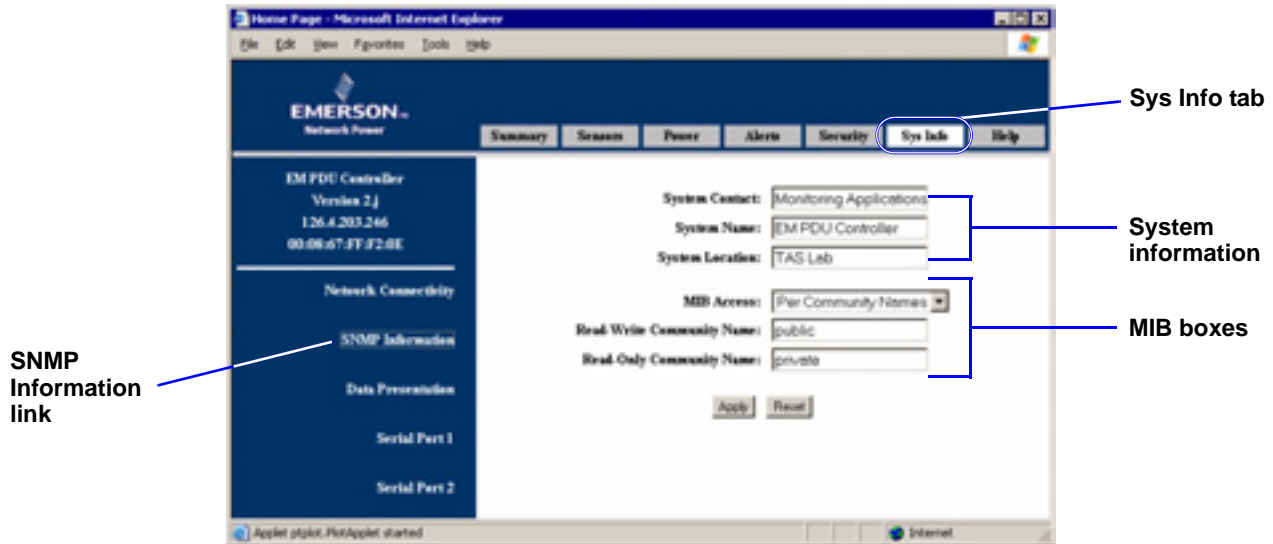 Home Page - Microsoft Internet Explorer
File Edit View Favorites Tools Help
EMERSON™
Network Power
Summary Sensors Power Alerts Security Sys Info Help
Sys Info tab
EM PDU Controller
Version 2.j
126.4.203.246
00:08:67:FF:F2:0E
System Contact: Monitoring Applications
System Name: EM PDU Controller
System Location: TAS Lab
System
information
Network Connectivity
SNMP Information
Data Presentation
Serial Port 1
Serial Port 2
MIB Access: Per Community Names
Read-Write Community Name: public
Read-Only Community Name: private
MIB boxes
SNMP
Information
link
Apply Reset
Applet ptplot.PlotApplet started
Internet